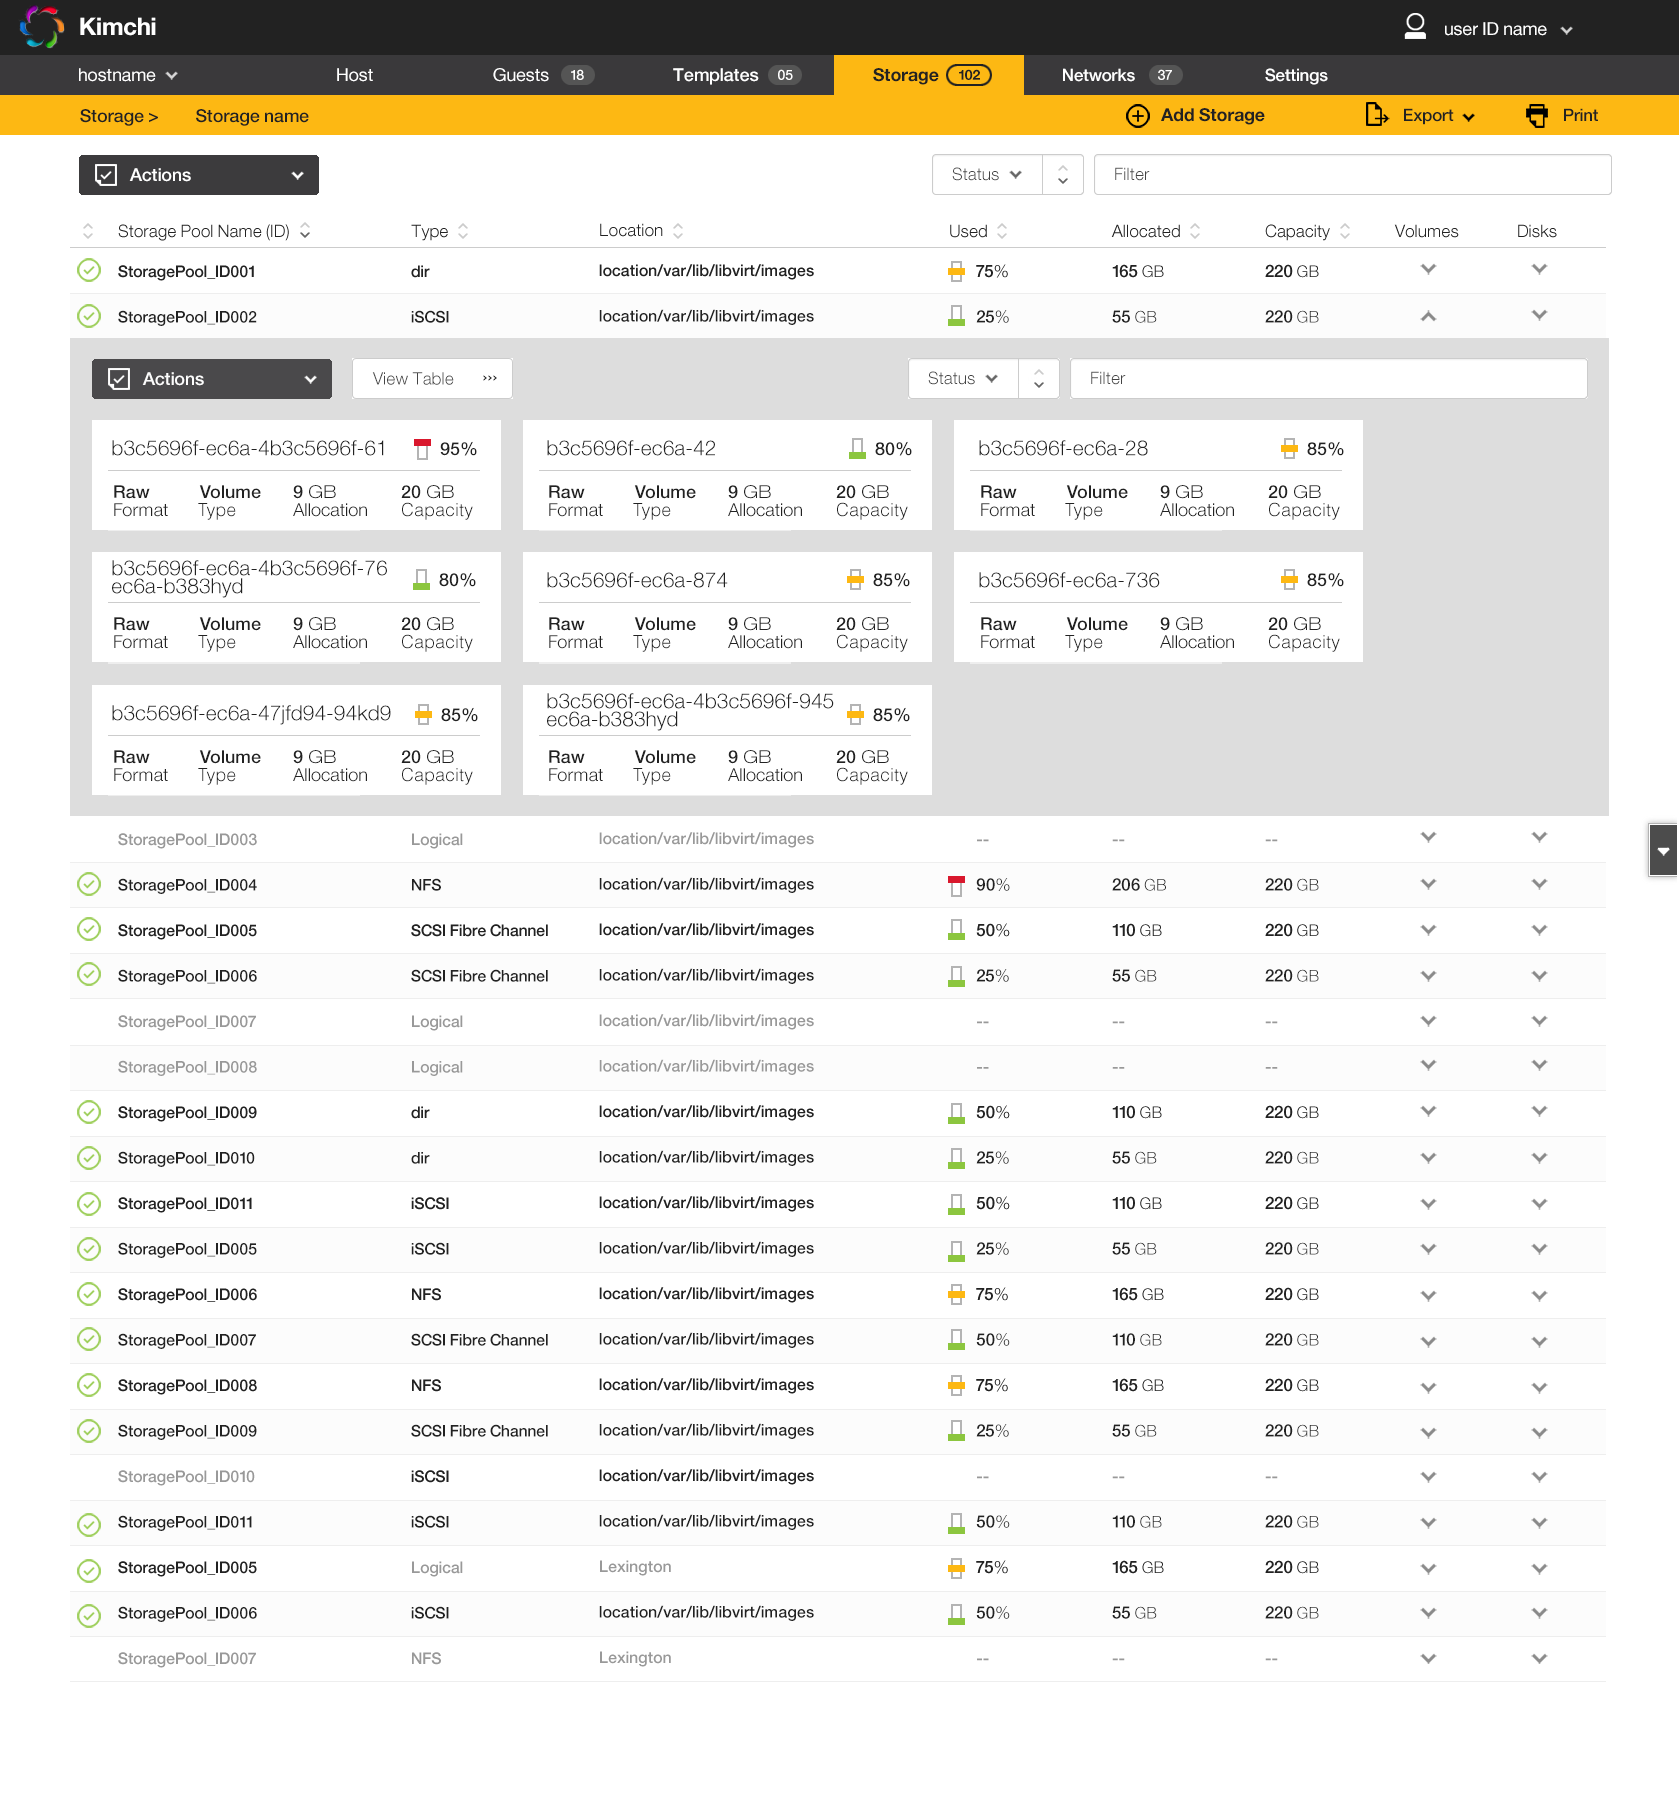 Kimchi user ID name
hostname Host Guests 18 Templates 05 Storage 102 Networks 37 Settings
Storage > Storage name Add Storage Export Print
Actions Status Filter
Storage Pool Name (ID) Type Location Used Allocated Capacity Volumes Disks
StoragePool_ID001 dir location/var/lib/libvirt/images 75% 165 GB 220 GB
StoragePool_ID002 iSCSI location/var/lib/libvirt/images 25% 55 GB 220 GB
Actions View Table ››› Status Filter
b3c5696f-ec6a-4b3c5696f-61 95% b3c5696f-ec6a-42 80% b3c5696f-ec6a-28 85%
Raw Volume 9 GB 20 GB Raw Volume 9 GB 20 GB Raw Volume 9 GB 20 GB
Format Type Allocation Capacity Format Type Allocation Capacity Format Type Allocation Capacity
b3c5696f-ec6a-4b3c5696f-76
ec6a-b383hyd 80% b3c5696f-ec6a-874 85% b3c5696f-ec6a-736 85%
Raw Volume 9 GB 20 GB Raw Volume 9 GB 20 GB Raw Volume 9 GB 20 GB
Format Type Allocation Capacity Format Type Allocation Capacity Format Type Allocation Capacity
b3c5696f-ec6a-47jfd94-94kd9 85% b3c5696f-ec6a-4b3c5696f-945
ec6a-b383hyd 85%
Raw Volume 9 GB 20 GB Raw Volume 9 GB 20 GB
Format Type Allocation Capacity Format Type Allocation Capacity
StoragePool_ID003 Logical location/var/lib/libvirt/images -- -- --
StoragePool_ID004 NFS location/var/lib/libvirt/images 90% 206 GB 220 GB
StoragePool_ID005 SCSI Fibre Channel location/var/lib/libvirt/images 50% 110 GB 220 GB
StoragePool_ID006 SCSI Fibre Channel location/var/lib/libvirt/images 25% 55 GB 220 GB
StoragePool_ID007 Logical location/var/lib/libvirt/images -- -- --
StoragePool_ID008 Logical location/var/lib/libvirt/images -- -- --
StoragePool_ID009 dir location/var/lib/libvirt/images 50% 110 GB 220 GB
StoragePool_ID010 dir location/var/lib/libvirt/images 25% 55 GB 220 GB
StoragePool_ID011 iSCSI location/var/lib/libvirt/images 50% 110 GB 220 GB
StoragePool_ID005 iSCSI location/var/lib/libvirt/images 25% 55 GB 220 GB
StoragePool_ID006 NFS location/var/lib/libvirt/images 75% 165 GB 220 GB
StoragePool_ID007 SCSI Fibre Channel location/var/lib/libvirt/images 50% 110 GB 220 GB
StoragePool_ID008 NFS location/var/lib/libvirt/images 75% 165 GB 220 GB
StoragePool_ID009 SCSI Fibre Channel location/var/lib/libvirt/images 25% 55 GB 220 GB
StoragePool_ID010 iSCSI location/var/lib/libvirt/images -- -- --
StoragePool_ID011 iSCSI location/var/lib/libvirt/images 50% 110 GB 220 GB
StoragePool_ID005 Logical Lexington 75% 165 GB 220 GB
StoragePool_ID006 iSCSI location/var/lib/libvirt/images 50% 55 GB 220 GB
StoragePool_ID007 NFS Lexington -- -- --